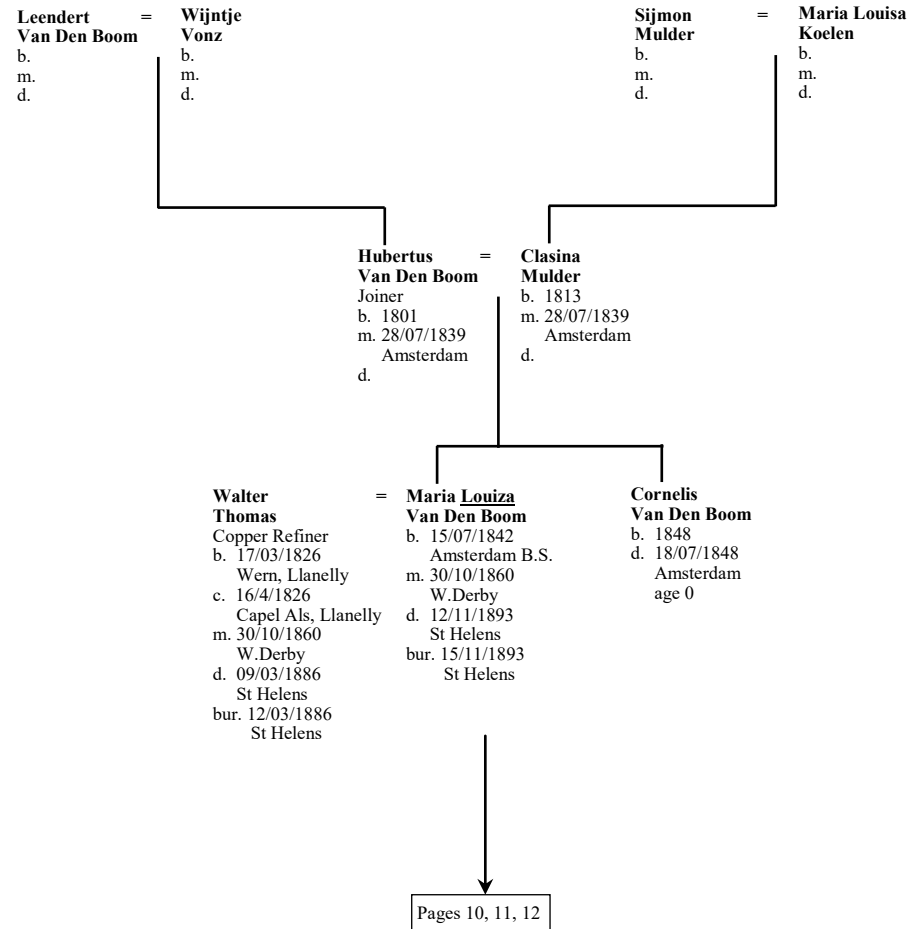 Leendert = Wijntje
Van Den Boom Vonz
b. b.
m. m.
d. d.
Sijmon = Maria Louisa
Mulder Koelen
b. b.
m. m.
d. d.
Hubertus = Clasina
Van Den Boom Mulder
Joiner b. 1813
b. 1801 m. 28/07/1839
m. 28/07/1839 Amsterdam
Amsterdam d.
d.
Walter =
Thomas
Copper Refiner
b. 17/03/1826
Wern, Llanelly
c. 16/4/1826
Capel Als, Llanelly
m. 30/10/1860
W.Derby
d. 09/03/1886
St Helens
bur. 12/03/1886
St Helens
Maria Louiza
Van Den Boom
b. 15/07/1842
Amsterdam B.S.
m. 30/10/1860
W.Derby
d. 12/11/1893
St Helens
bur. 15/11/1893
St Helens
Cornelis
Van Den Boom
b. 1848
d. 18/07/1848
Amsterdam
age 0
Pages 10, 11, 12